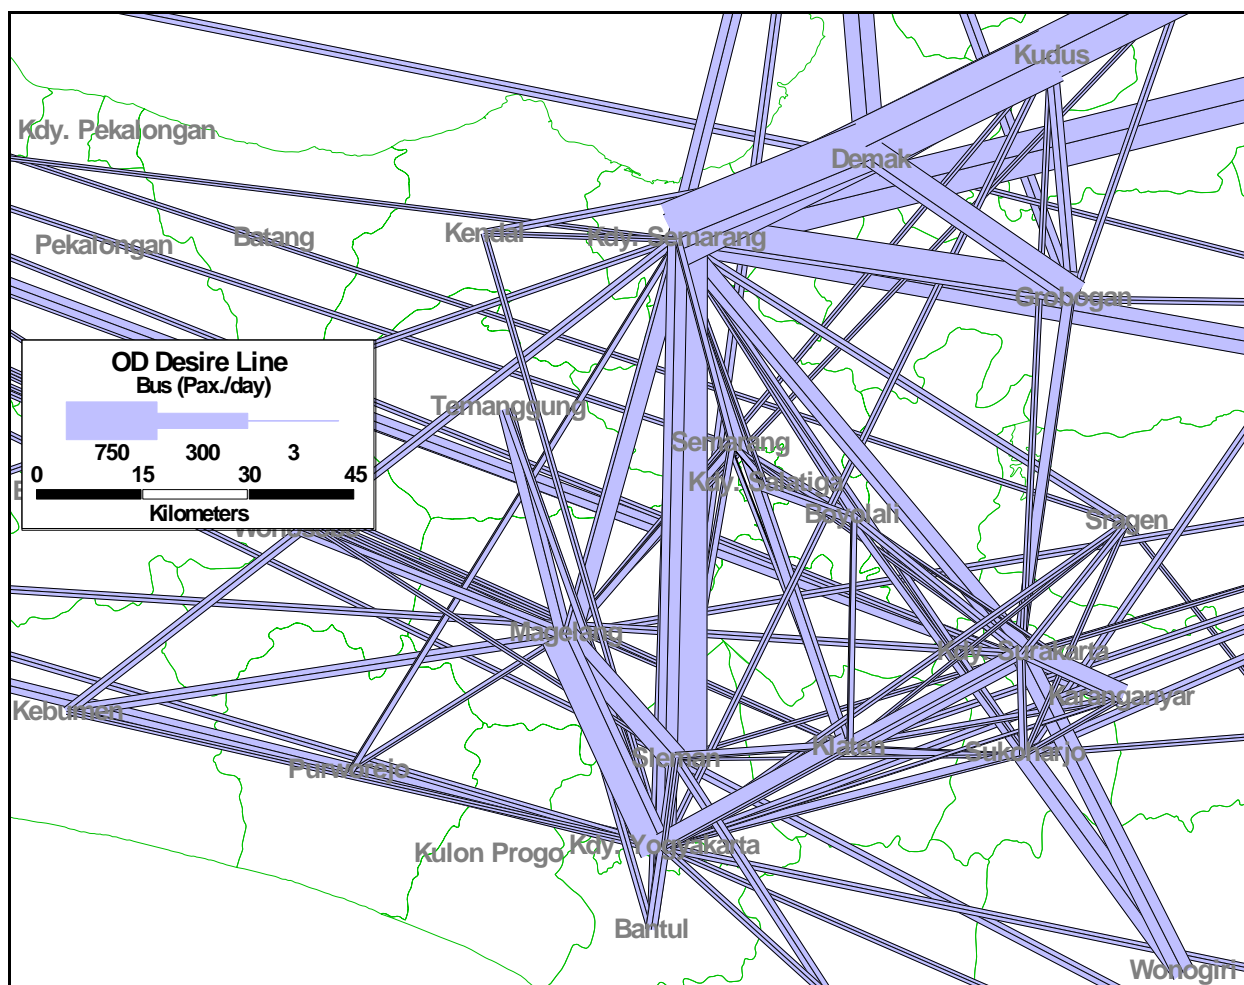 Kudus
Kdy. Pekalongan
Demak
Kendal
Kdy. Semarang
Batang
Pekalongan
Grobogan
OD Desire Line
Bus (Pax./day)
750 300 3
0 15 30 45
Kilometers
Temanggung
Semarang
Kdy. Salatiga
Boyolali
Sragen
Magelang
Kdy. Surakarta
Karanganyar
Kebumen
Purworejo
Sleman
Klaten
Sukoharjo
Kulon Progo
Kdy. Yogyakarta
Bantul
Wonogiri